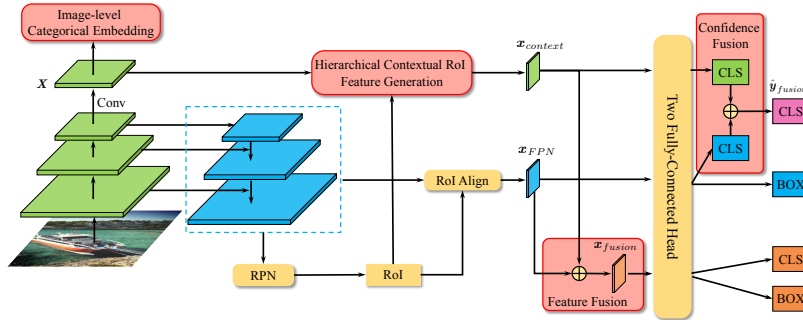 Image-level
Categorical Embedding
X
Conv
Hierarchical Contextual RoI
Feature Generation
x_context
Confidence
Fusion
CLS
ŷ_fusion
CLS
CLS
x_FPN
RoI Align
Two Fully-Connected Head
BOX
x_fusion
CLS
RPN
RoI
Feature Fusion
BOX